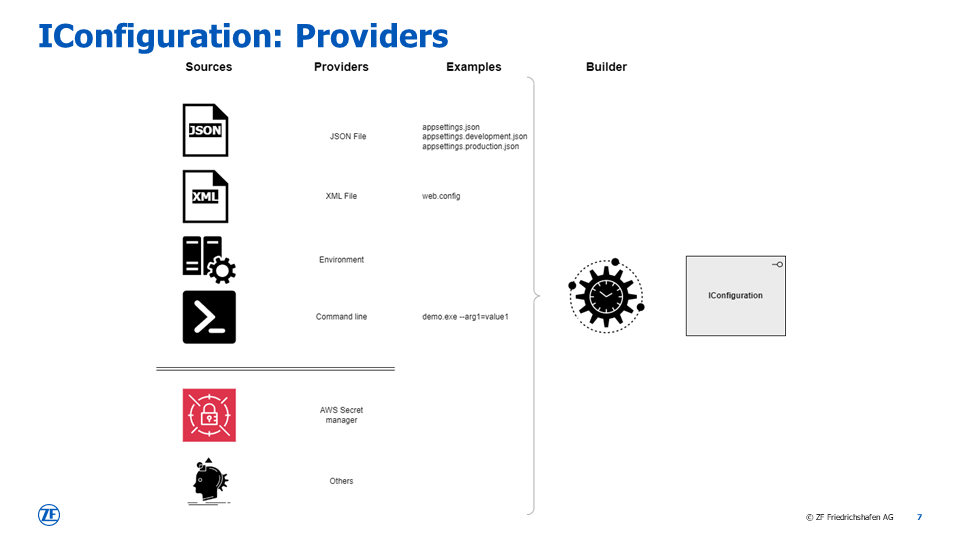 IConfiguration: Providers
Sources Providers Examples Builder
JSON
JSON File
appsettings.json
appsettings.development.json
appsettings.production.json
XML
XML File
web.config
Environment
Command line
demo.exe --arg1=value1
IConfiguration
AWS Secret
manager
Others
ZF
© ZF Friedrichshafen AG 7